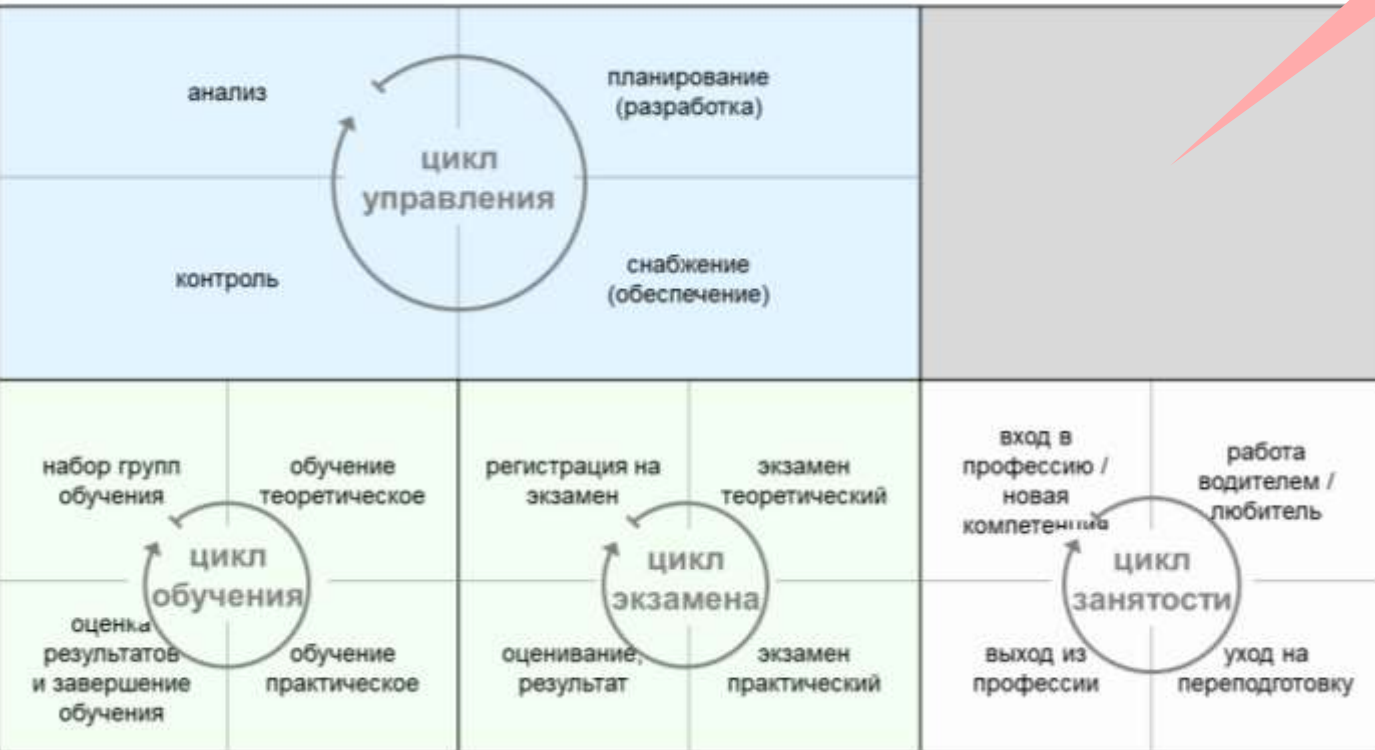 анализ
планирование
(разработка)
цикл
управления
контроль
снабжение
(обеспечение)
набор групп
обучения
обучение
теоретическое
цикл
обучения
оценка
результатов
и завершение
обучения
обучение
практическое
регистрация на
экзамен
экзамен
теоретический
цикл
экзамена
оценивание,
результат
экзамен
практический
вход в
профессию /
новая
компетенция
работа
водителем /
любитель
цикл
занятости
выход из
профессии
уход на
переподготовку